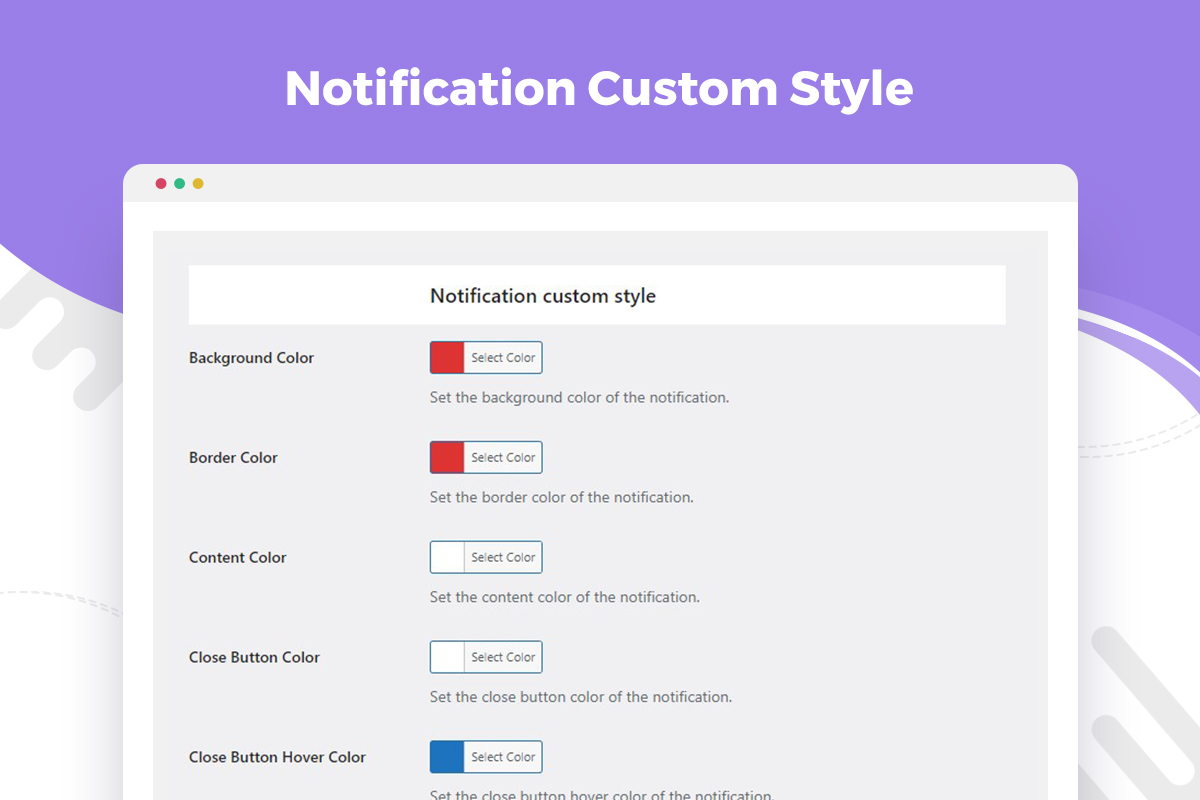 Notification Custom Style
Notification custom style
Background Color Select Color
Set the background color of the notification.
Border Color Select Color
Set the border color of the notification.
Content Color Select Color
Set the content color of the notification.
Close Button Color Select Color
Set the close button color of the notification.
Close Button Hover Color Select Color
Set the close button hover color of the notification.